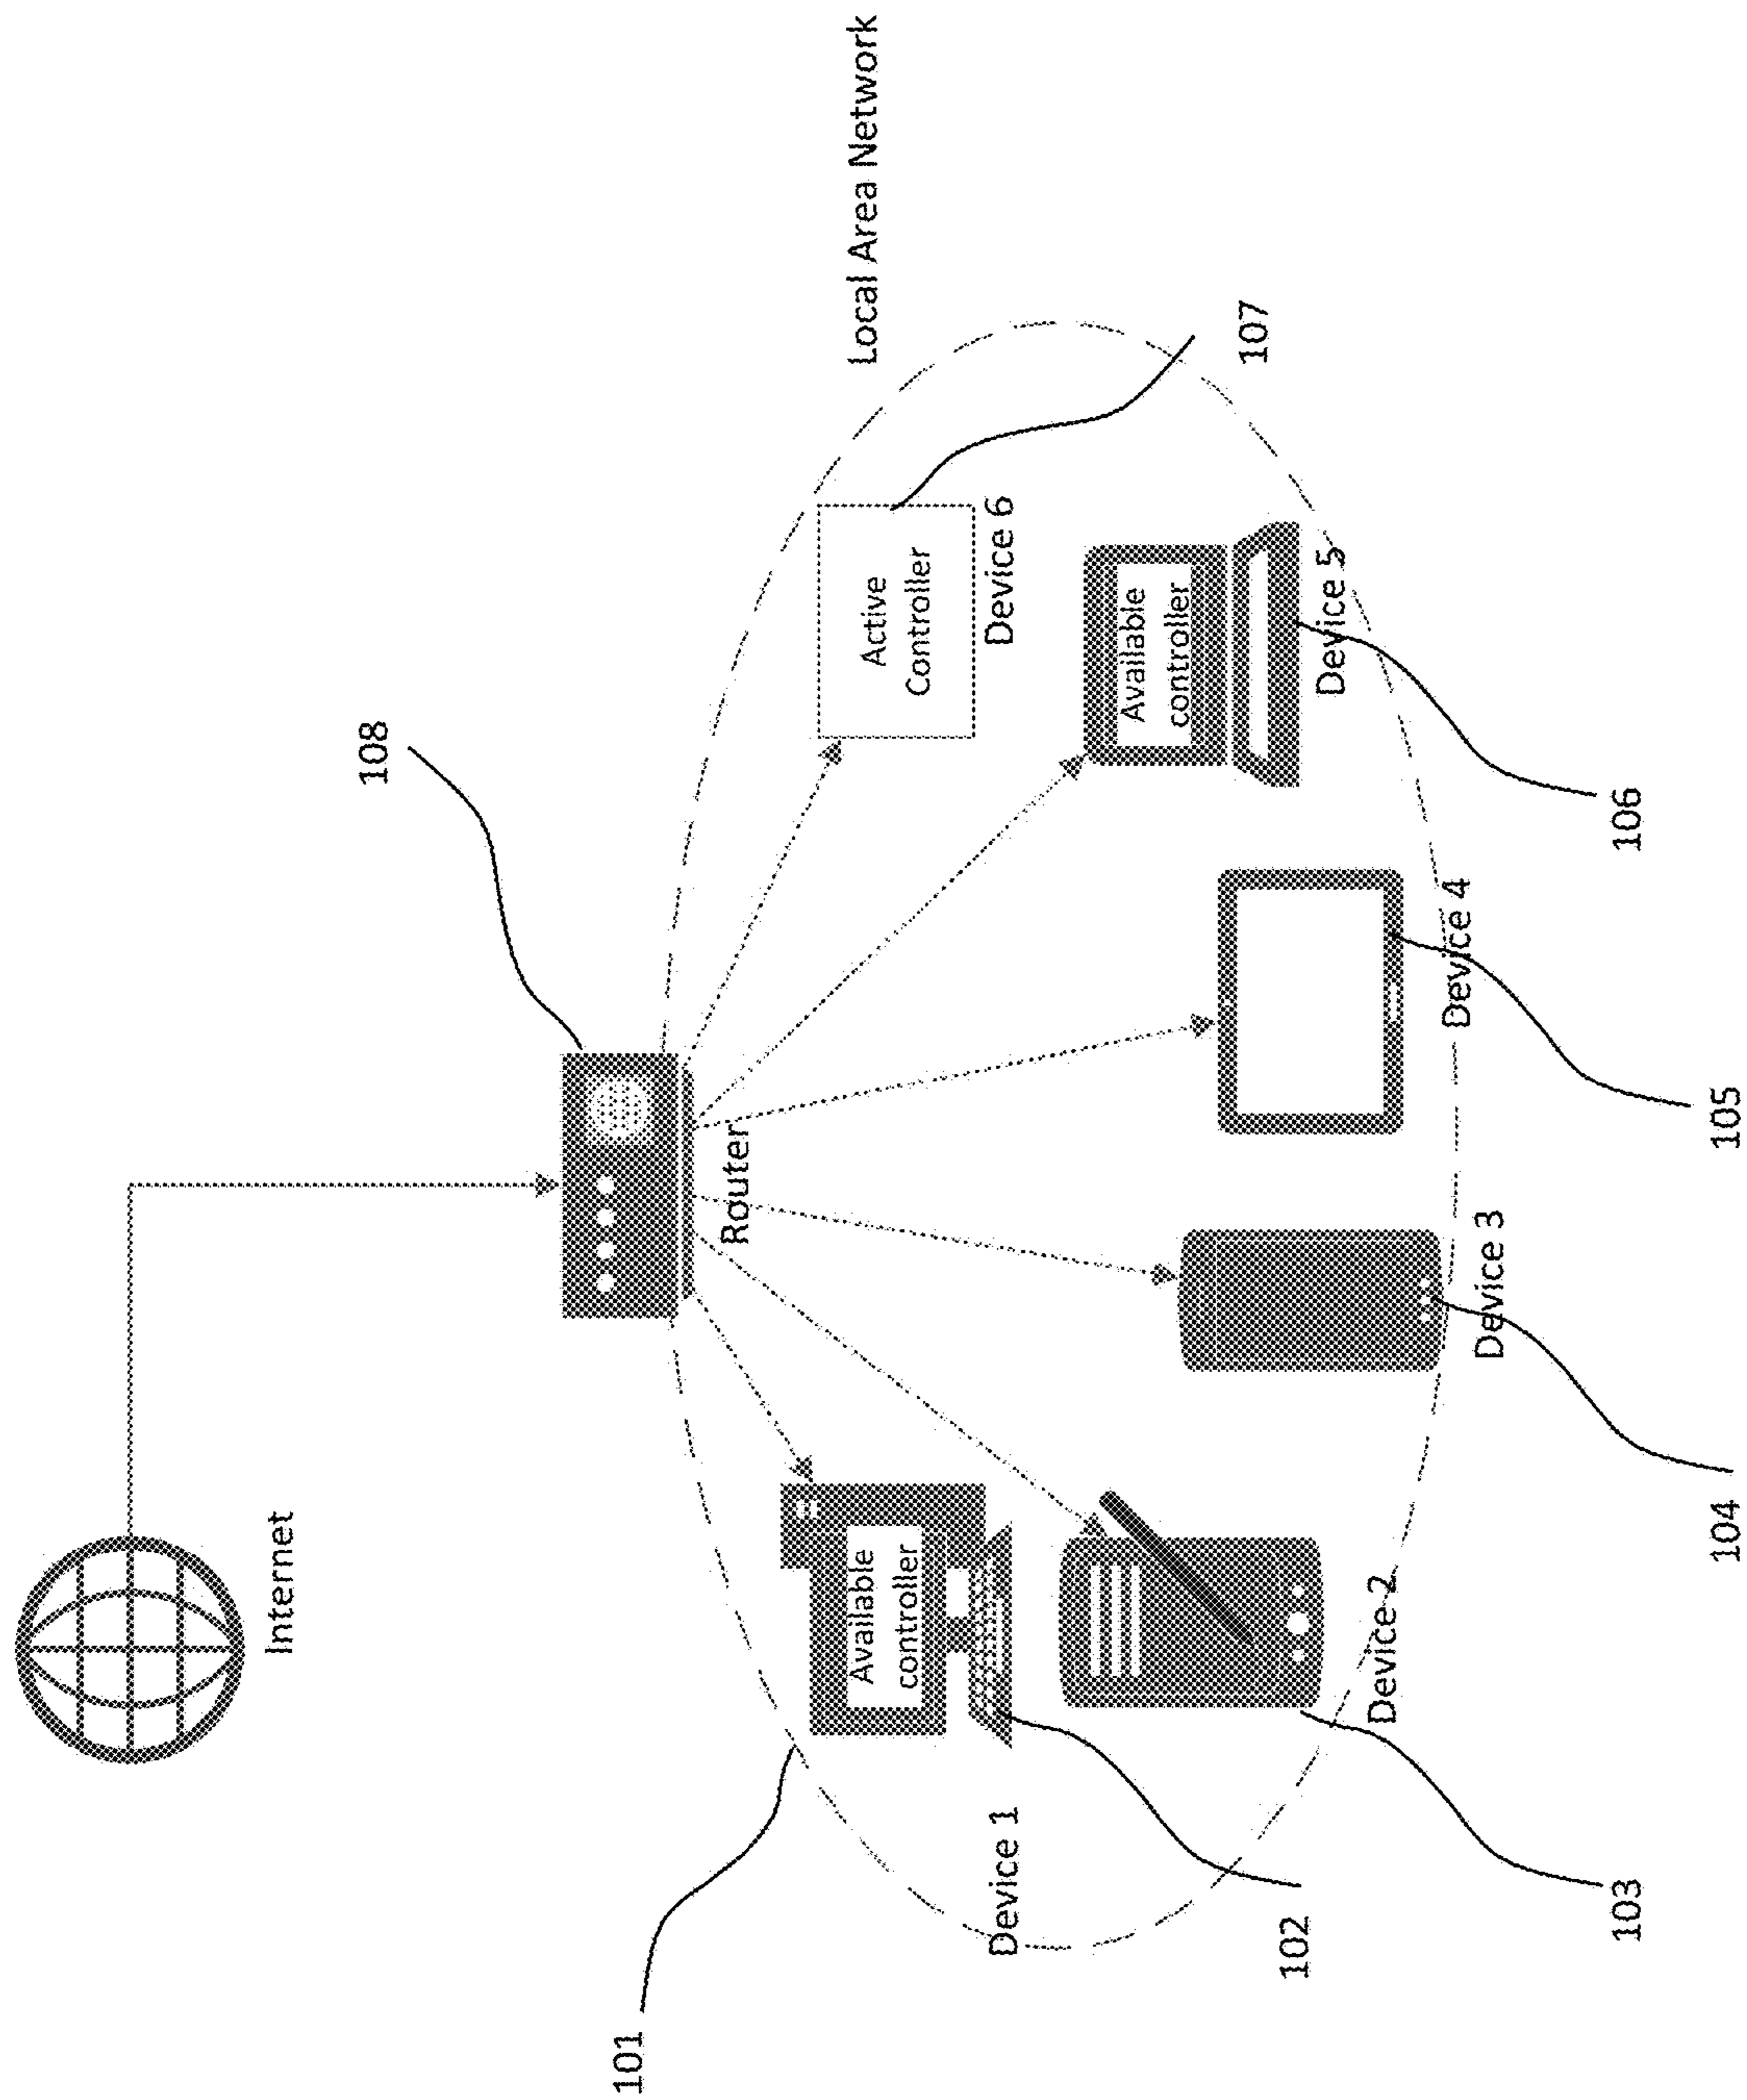 Internet
108
Router
Local Area Network
101
Available
controller
Device 1
102
Device 2
103
Device 3
104
Device 4
105
Available
controller
Device 5
106
Active
Controller
Device 6
107